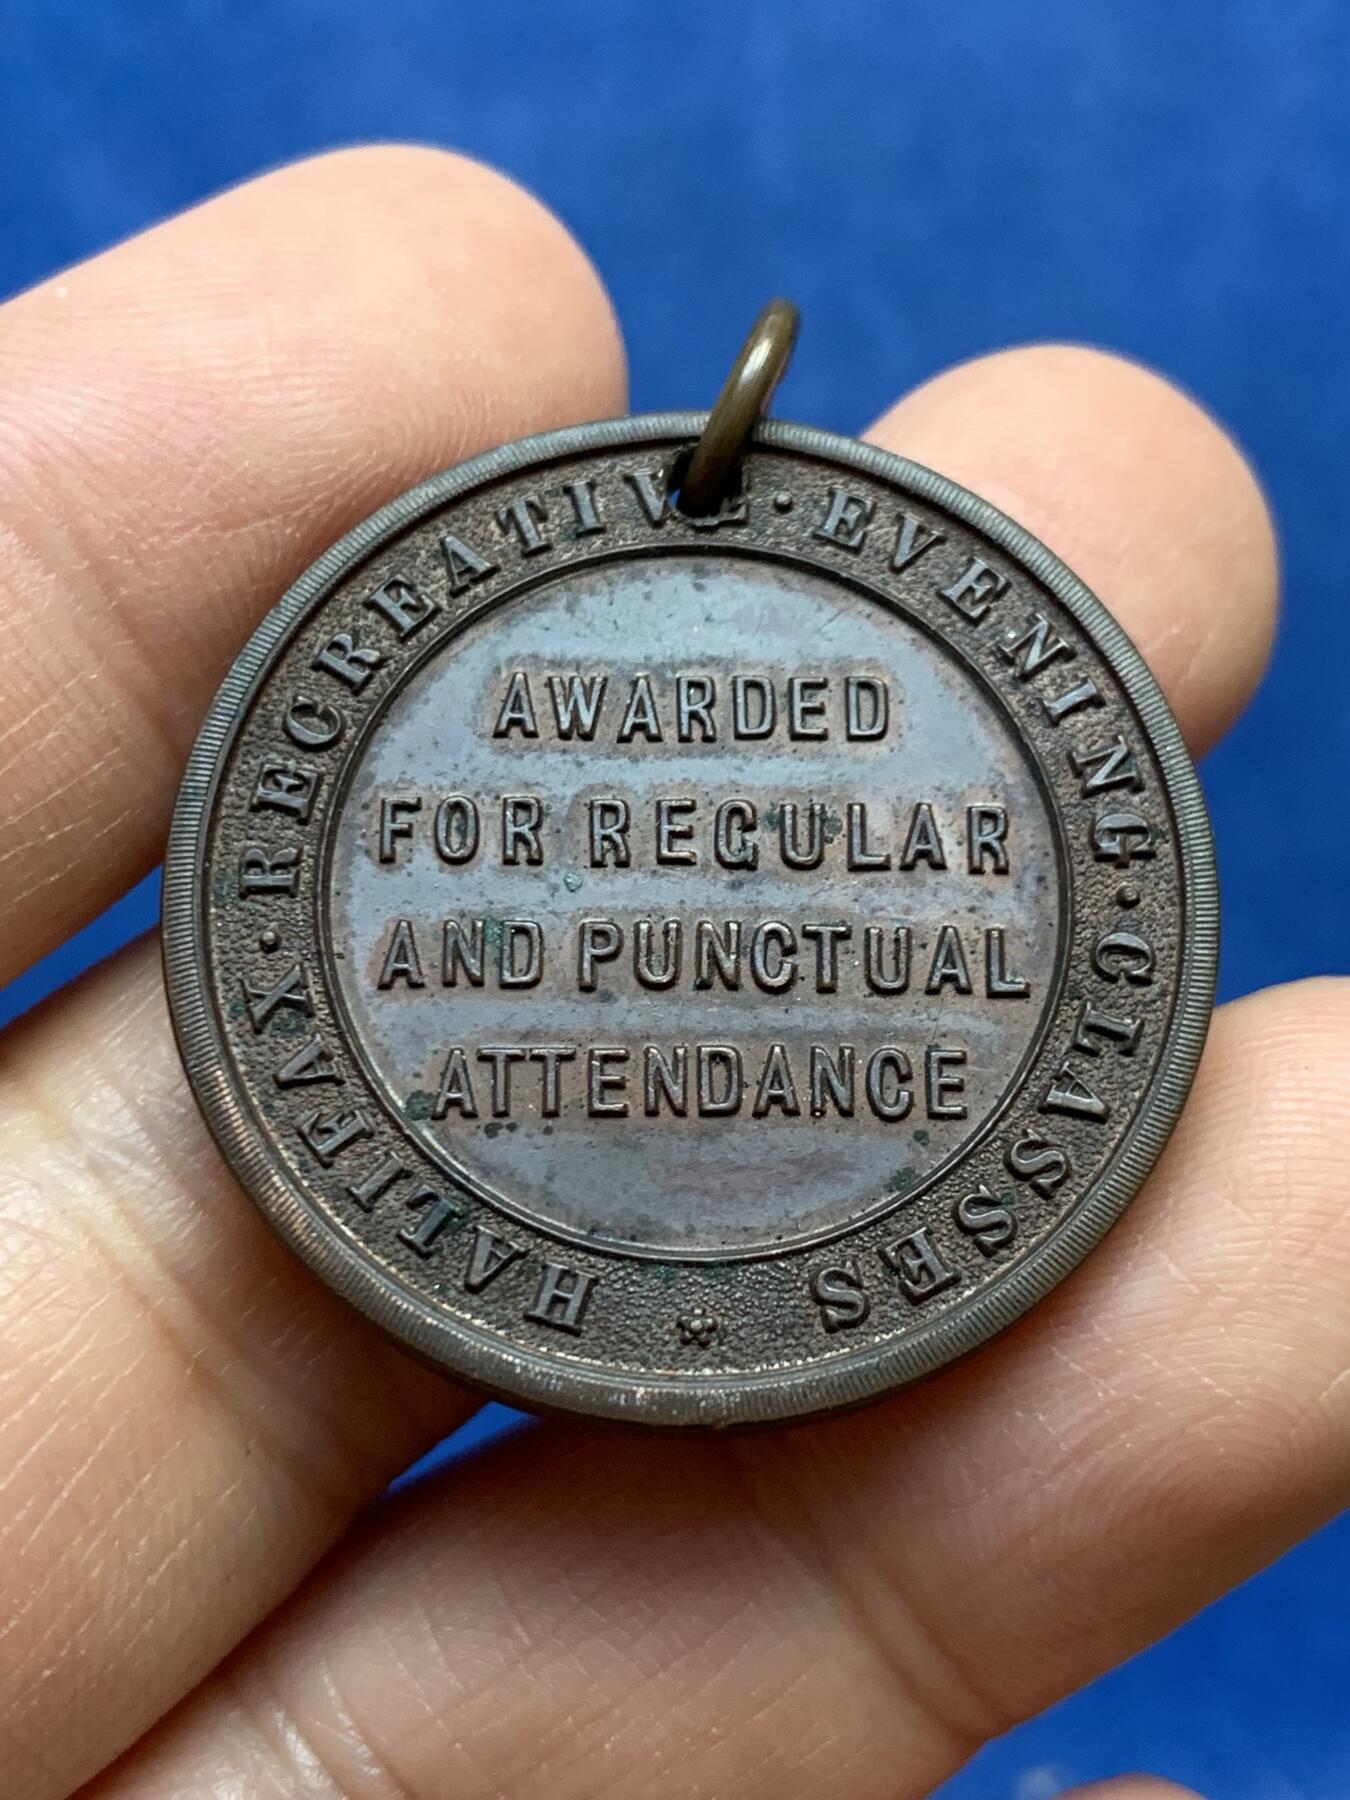 HALIFAX · RECREATIVE · EVENING · CLASSES
AWARDED
FOR REGULAR
AND PUNCTUAL
ATTENDANCE